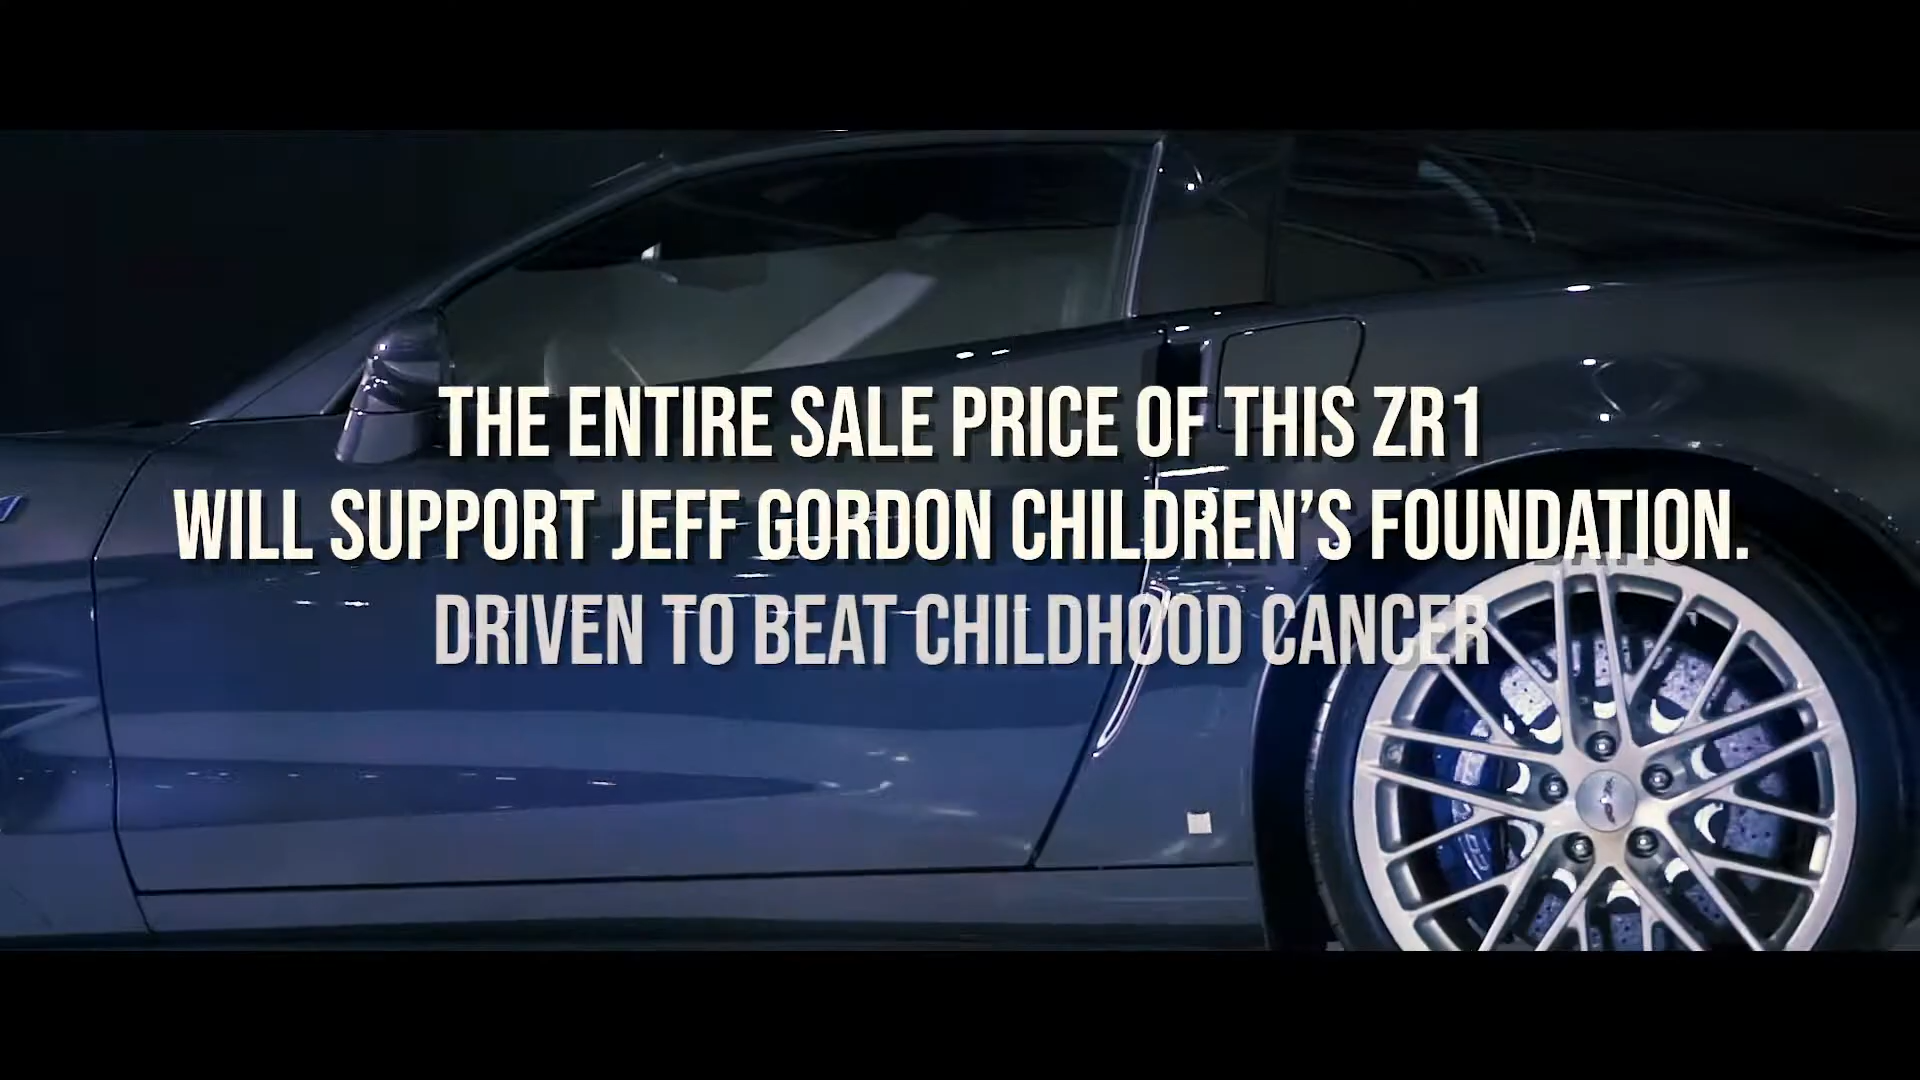 THE ENTIRE SALE PRICE OF THIS ZR1
WILL SUPPORT JEFF GORDON CHILDREN’S FOUNDATION.
DRIVEN TO BEAT CHILDHOOD CANCER